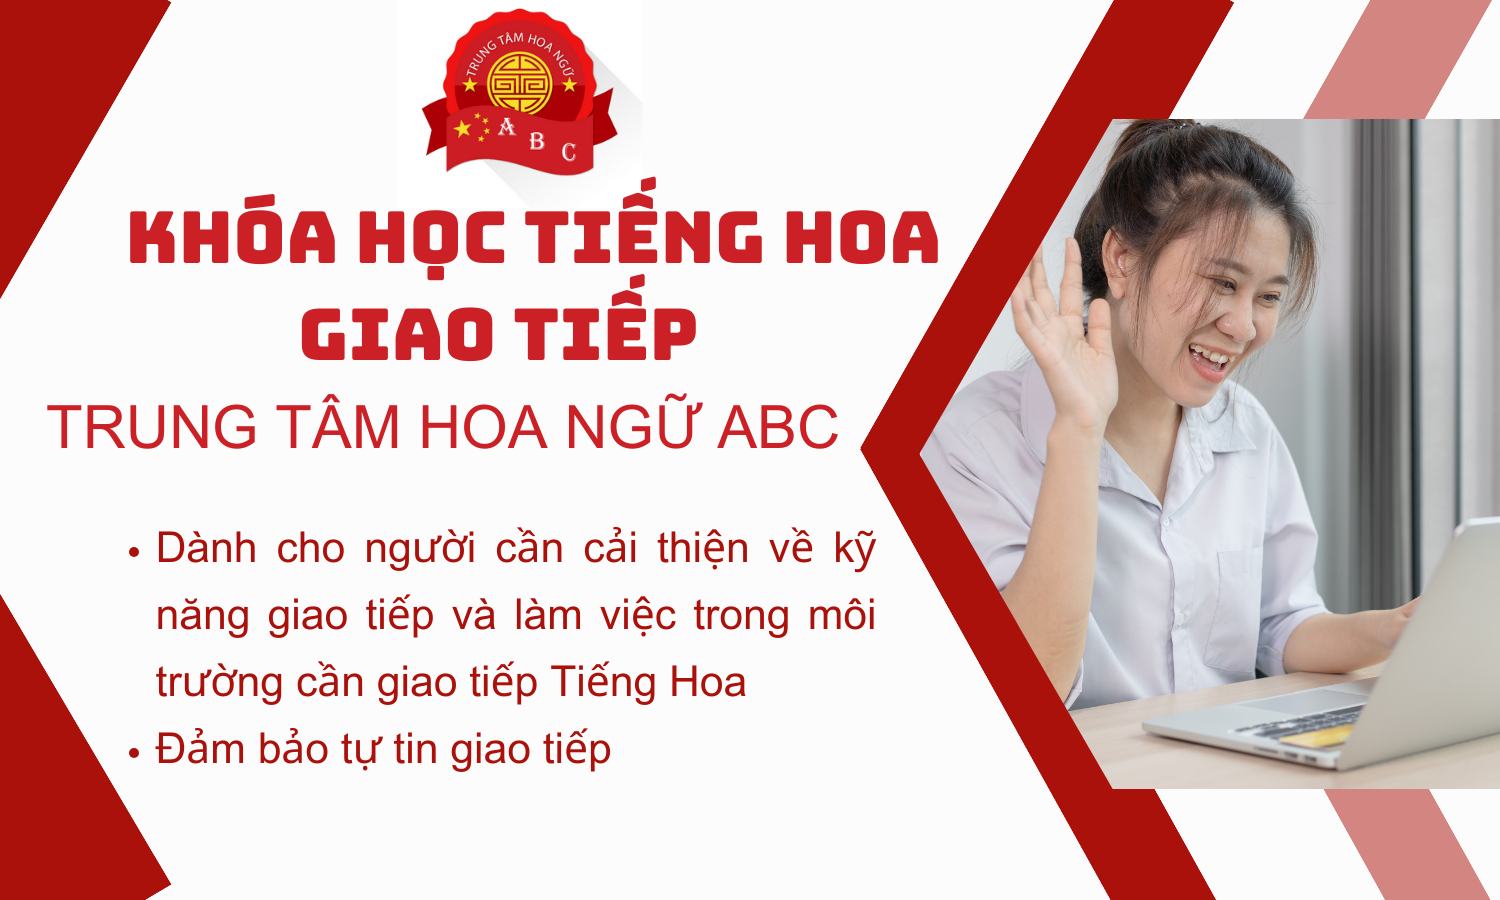 TRUNG TÂM HOA NGỮ
A B C
KHÓA HỌC TIẾNG HOA
GIAO TIẾP
TRUNG TÂM HOA NGỮ ABC
• Dành cho người cần cải thiện về kỹ
năng giao tiếp và làm việc trong môi
trường cần giao tiếp Tiếng Hoa
• Đảm bảo tự tin giao tiếp